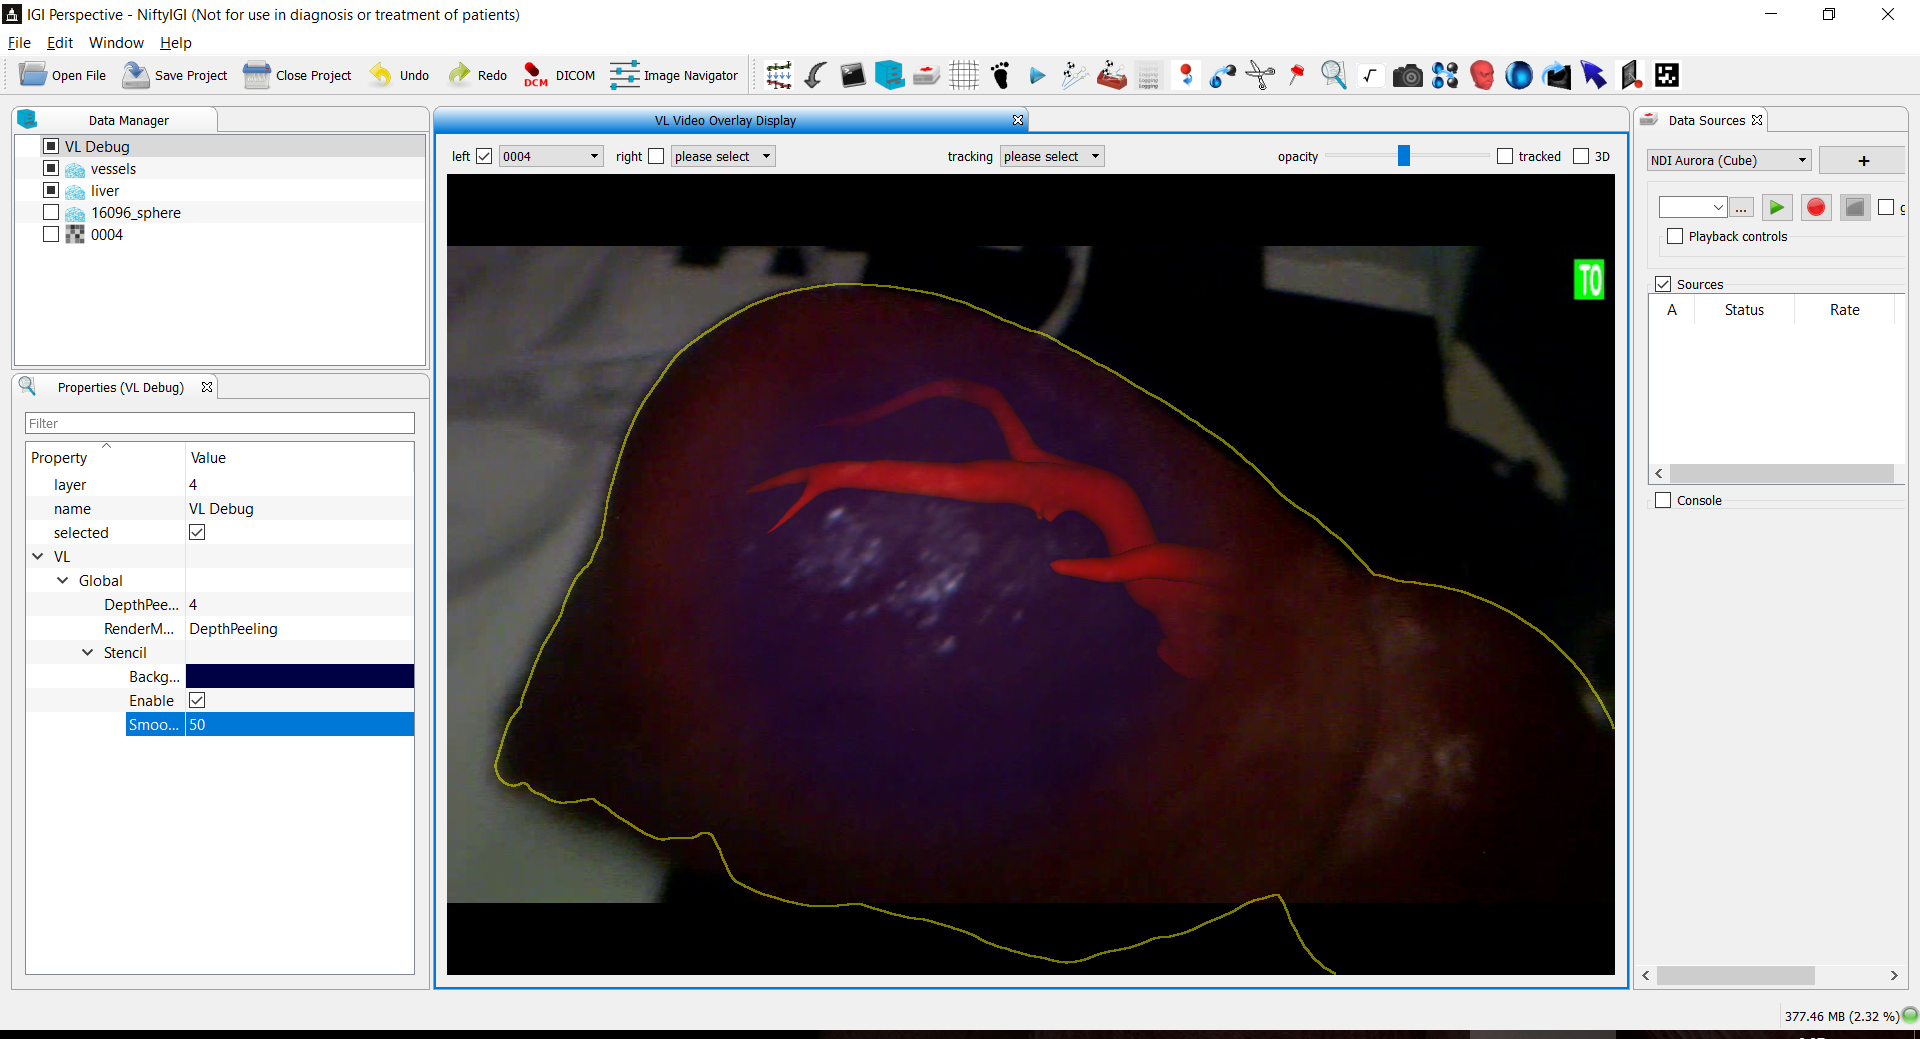 IGI Perspective - NiftyIGI (Not for use in diagnosis or treatment of patients)
File Edit Window Help
Open File Save Project Close Project Undo Redo DCM DICOM Image Navigator
Data Manager
VL Debug
vessels
liver
16096_sphere
0004
Properties (VL Debug)
Filter
Property Value
layer 4
name VL Debug
selected
VL
Global
DepthPee... 4
RenderM... DepthPeeling
Stencil
Backg...
Enable
Smoo... 50
VL Video Overlay Display
left 0004 right please select tracking please select opacity tracked 3D
T0
Data Sources
NDI Aurora (Cube) +
...
Playback controls
Sources
A Status Rate
Console
377.46 MB (2.32 %)